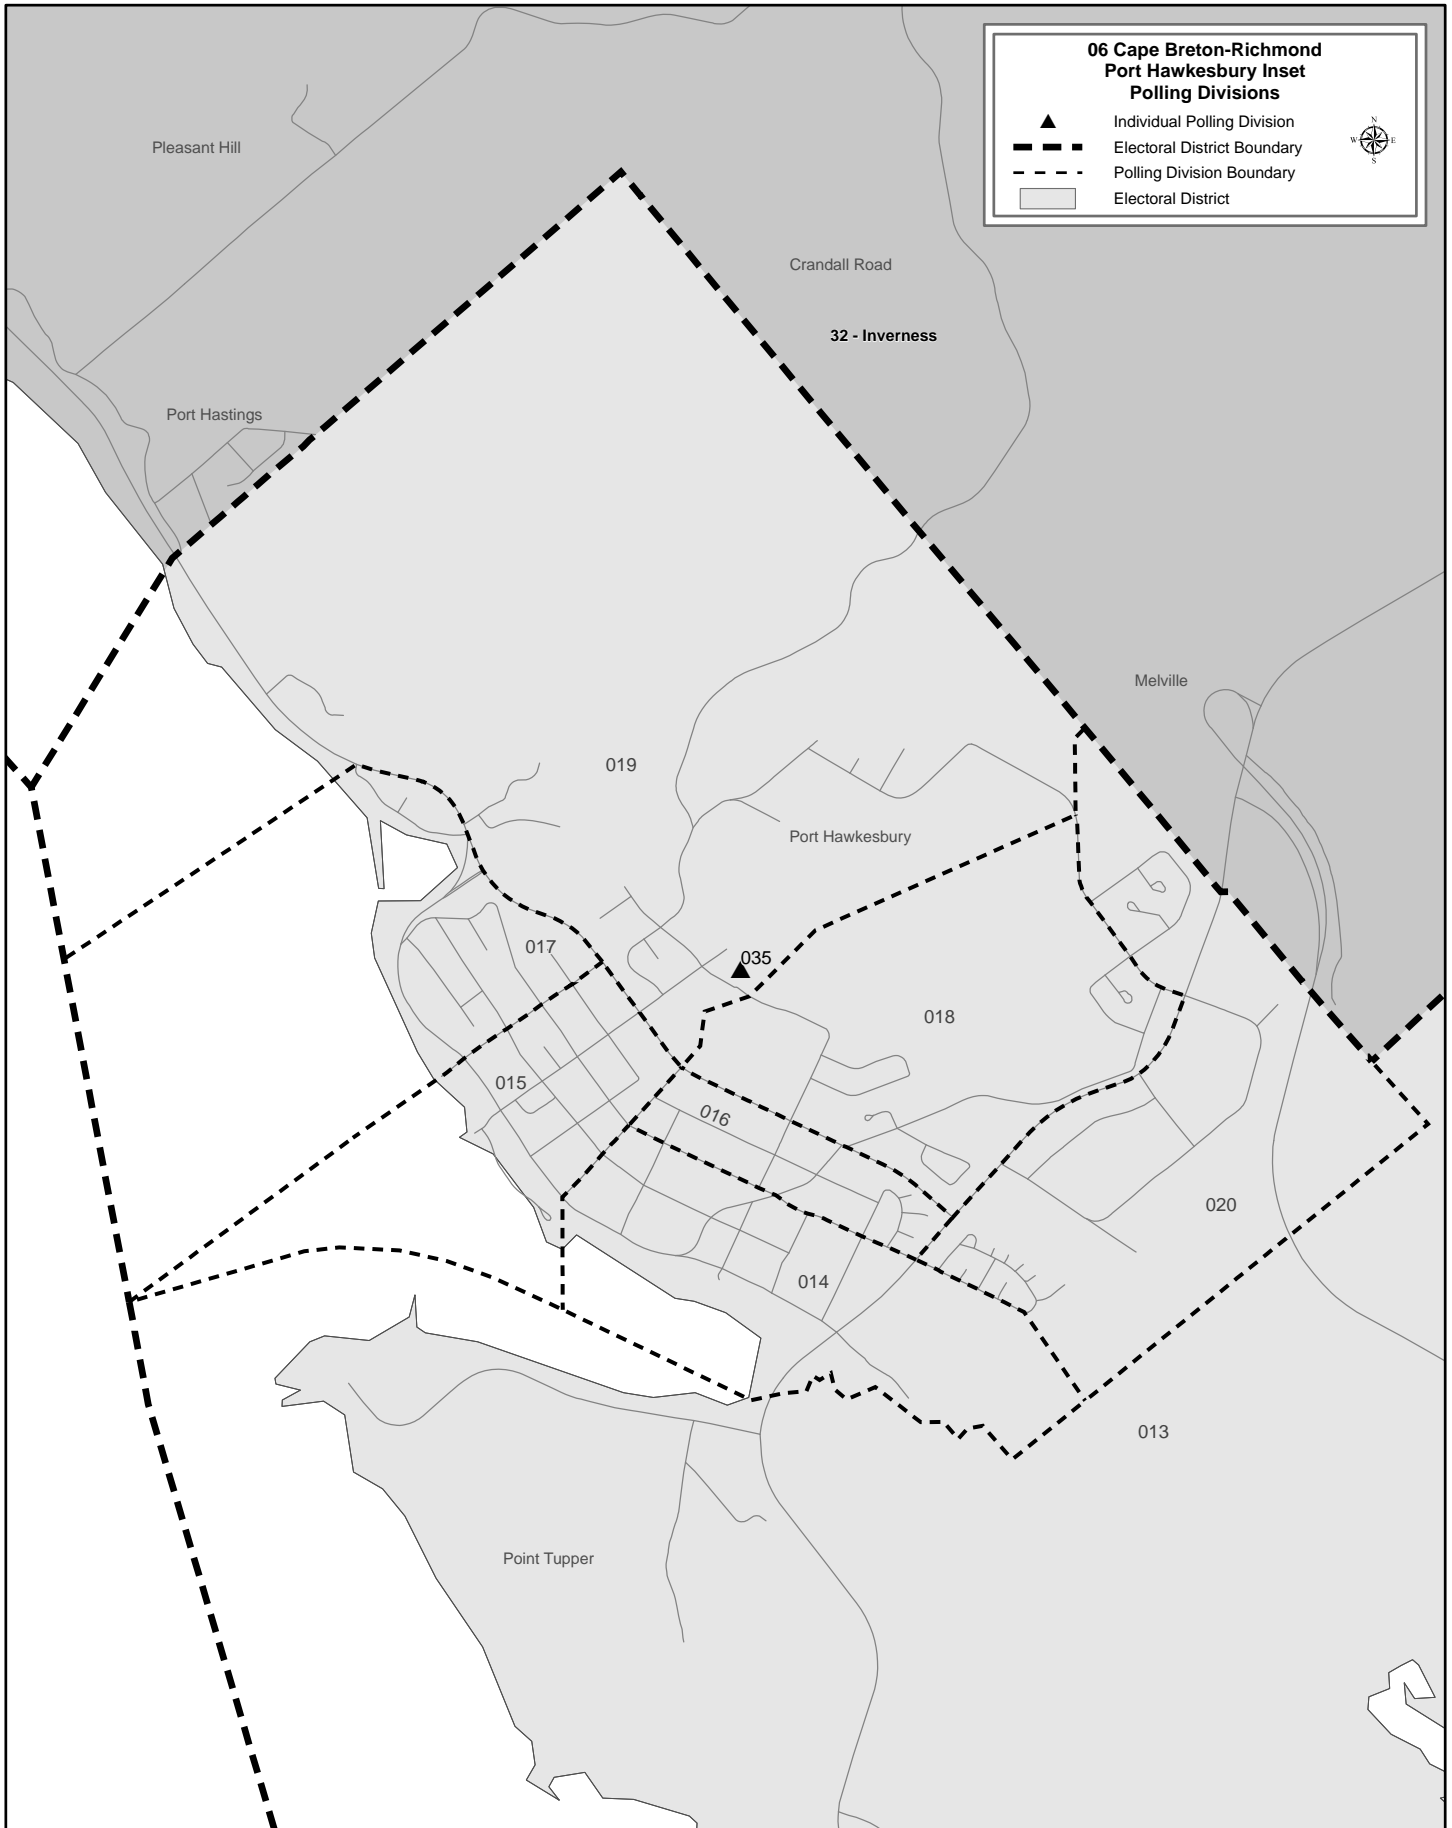 06 Cape Breton-Richmond
Port Hawkesbury Inset
Polling Divisions
Individual Polling Division
Electoral District Boundary
Polling Division Boundary
Electoral District
N
W E
S
Pleasant Hill
Crandall Road
32 - Inverness
Port Hastings
Melville
019
Port Hawkesbury
017
035
018
015
016
020
014
013
Point Tupper